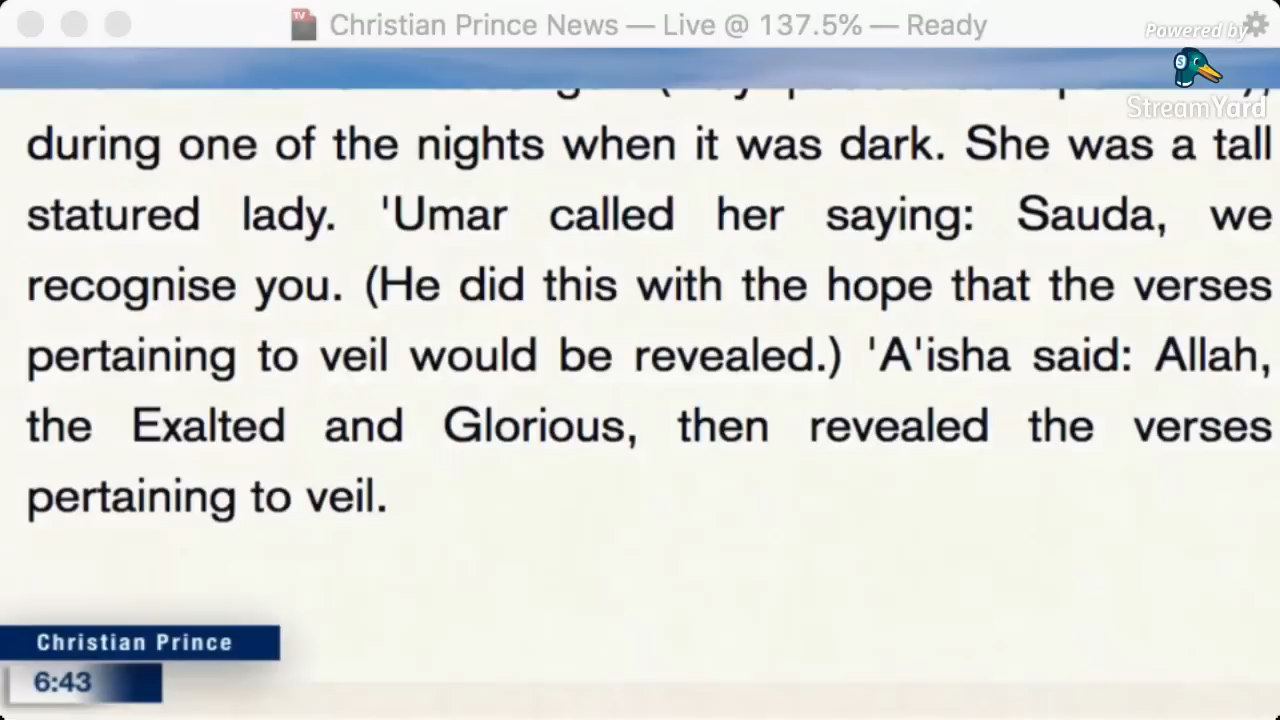 Christian Prince News — Live @ 137.5% — Ready
Powered by
StreamYard
during one of the nights when it was dark. She was a tall
statured lady. 'Umar called her saying: Sauda, we
recognise you. (He did this with the hope that the verses
pertaining to veil would be revealed.) 'A'isha said: Allah,
the Exalted and Glorious, then revealed the verses
pertaining to veil.
Christian Prince
6:43